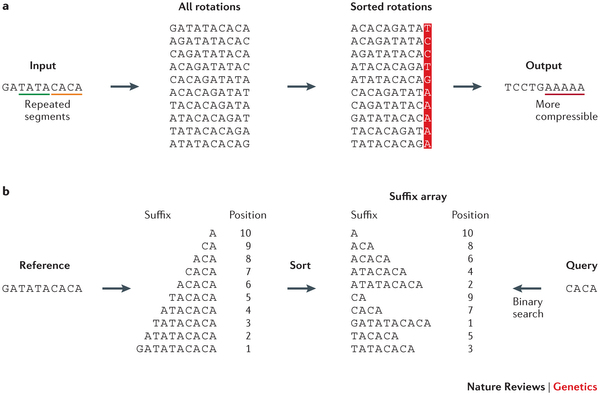 a
All rotations
Sorted rotations
Input
Output
GATATACACA
Repeated
segments
GATATACACA
AGATATACAC
CAGATATACA
ACAGATATAC
CACAGATATA
ACACAGATAT
TACACAGATA
ATACACAGAT
TATACACAGA
ATATACACAG
ACACAGATAT
ACAGATATAC
AGATATACAC
ATACACAGAT
ATATACACAG
CACAGATATA
CAGATATACA
GATATACACA
TACACAGATA
TATACACAGA
TCCTGAAAAA
More
compressible
b
Suffix array
Suffix Position
Suffix Position
Reference
GATATACACA
A 10
CA 9
ACA 8
CACA 7
ACACA 6
TACACA 5
ATACACA 4
TATACACA 3
ATATACACA 2
GATATACACA 1
Sort
A 10
ACA 8
ACACA 6
ATACACA 4
ATATACACA 2
CA 9
CACA 7
GATATACACA 1
TACACA 5
TATACACA 3
Query
CACA
Binary
search
Nature Reviews | Genetics